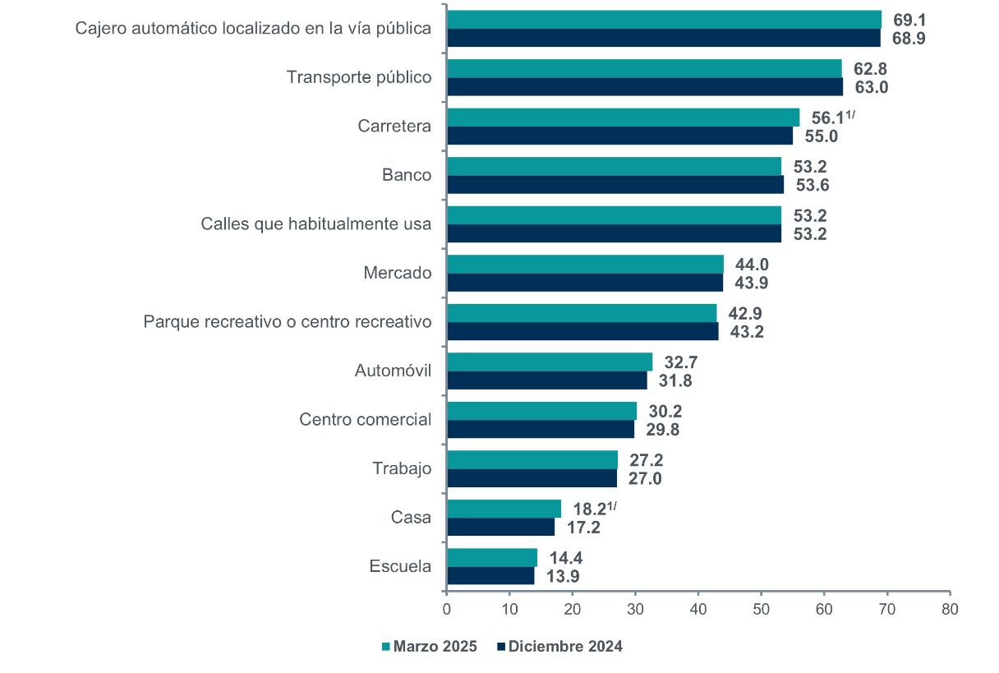 Cajero automático localizado en la vía pública
69.1
68.9
Transporte público
62.8
63.0
Carretera
56.1¹/
55.0
Banco
53.2
53.6
Calles que habitualmente usa
53.2
53.2
Mercado
44.0
43.9
Parque recreativo o centro recreativo
42.9
43.2
Automóvil
32.7
31.8
Centro comercial
30.2
29.8
Trabajo
27.2
27.0
Casa
18.2¹/
17.2
Escuela
14.4
13.9
0 10 20 30 40 50 60 70 80
Marzo 2025 Diciembre 2024